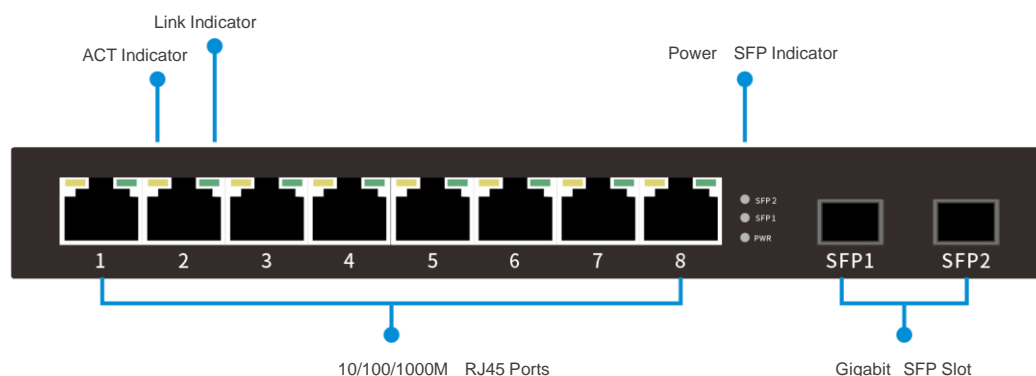 Link Indicator
ACT Indicator
Power SFP Indicator
SFP2
SFP1
PWR
1 2 3 4 5 6 7 8 SFP1 SFP2
10/100/1000M RJ45 Ports
Gigabit SFP Slot